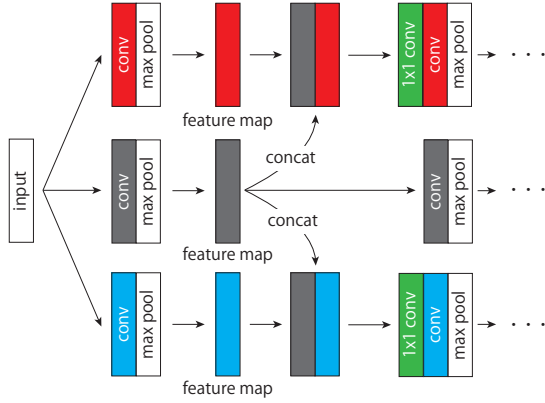 conv
max pool
feature map
1x1 conv
conv
max pool
. . .
concat
input
conv
max pool
feature map
conv
max pool
. . .
concat
conv
max pool
feature map
1x1 conv
conv
max pool
. . .